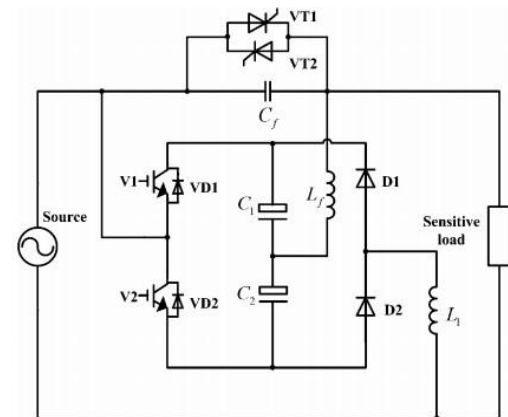 VT1
VT2
C_f
V1
VD1
C_1
L_f
D1
Source
Sensitive
load
V2
VD2
C_2
D2
L_1